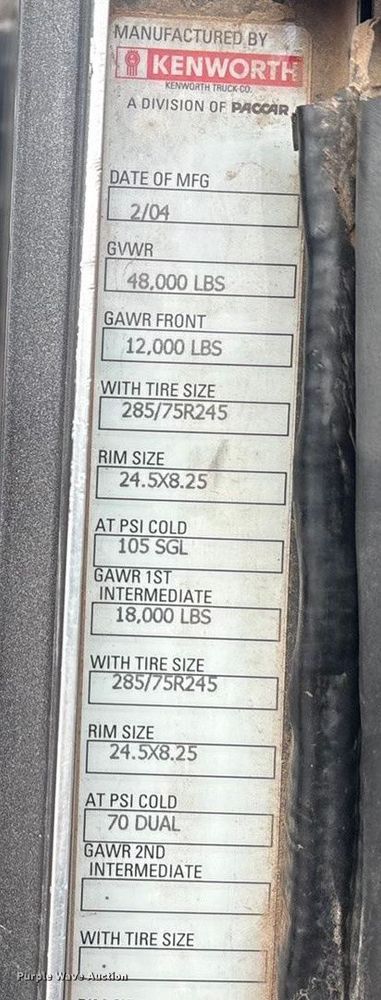 MANUFACTURED BY
KENWORTH
KENWORTH TRUCK CO.
A DIVISION OF PACCAR
DATE OF MFG
2/04
GVWR
48,000 LBS
GAWR FRONT
12,000 LBS
WITH TIRE SIZE
285/75R245
RIM SIZE
24.5X8.25
AT PSI COLD
105 SGL
GAWR 1ST
INTERMEDIATE
18,000 LBS
WITH TIRE SIZE
285/75R245
RIM SIZE
24.5X8.25
AT PSI COLD
70 DUAL
GAWR 2ND
INTERMEDIATE
.
WITH TIRE SIZE
.
Purple Wave Auction
RIM SIZE